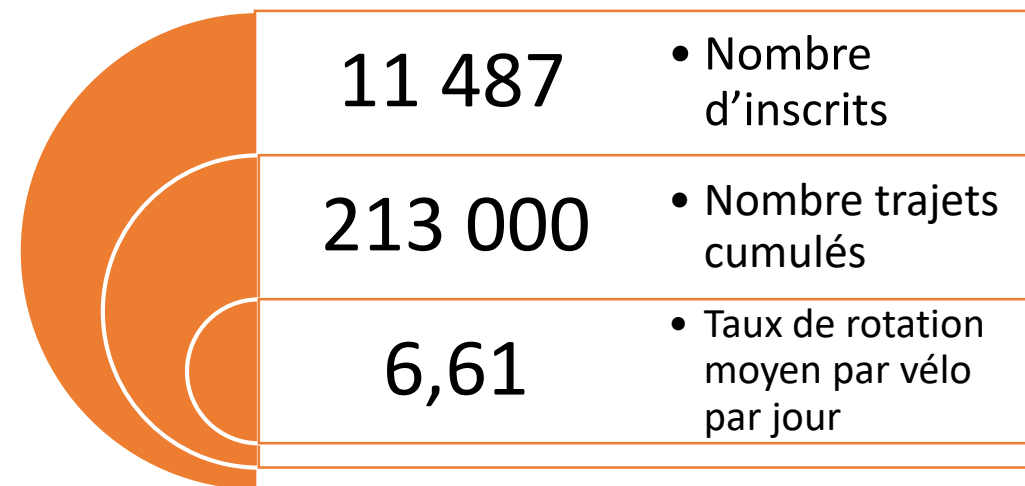 11 487
• Nombre
d’inscrits
213 000
• Nombre trajets
cumulés
6,61
• Taux de rotation
moyen par vélo
par jour